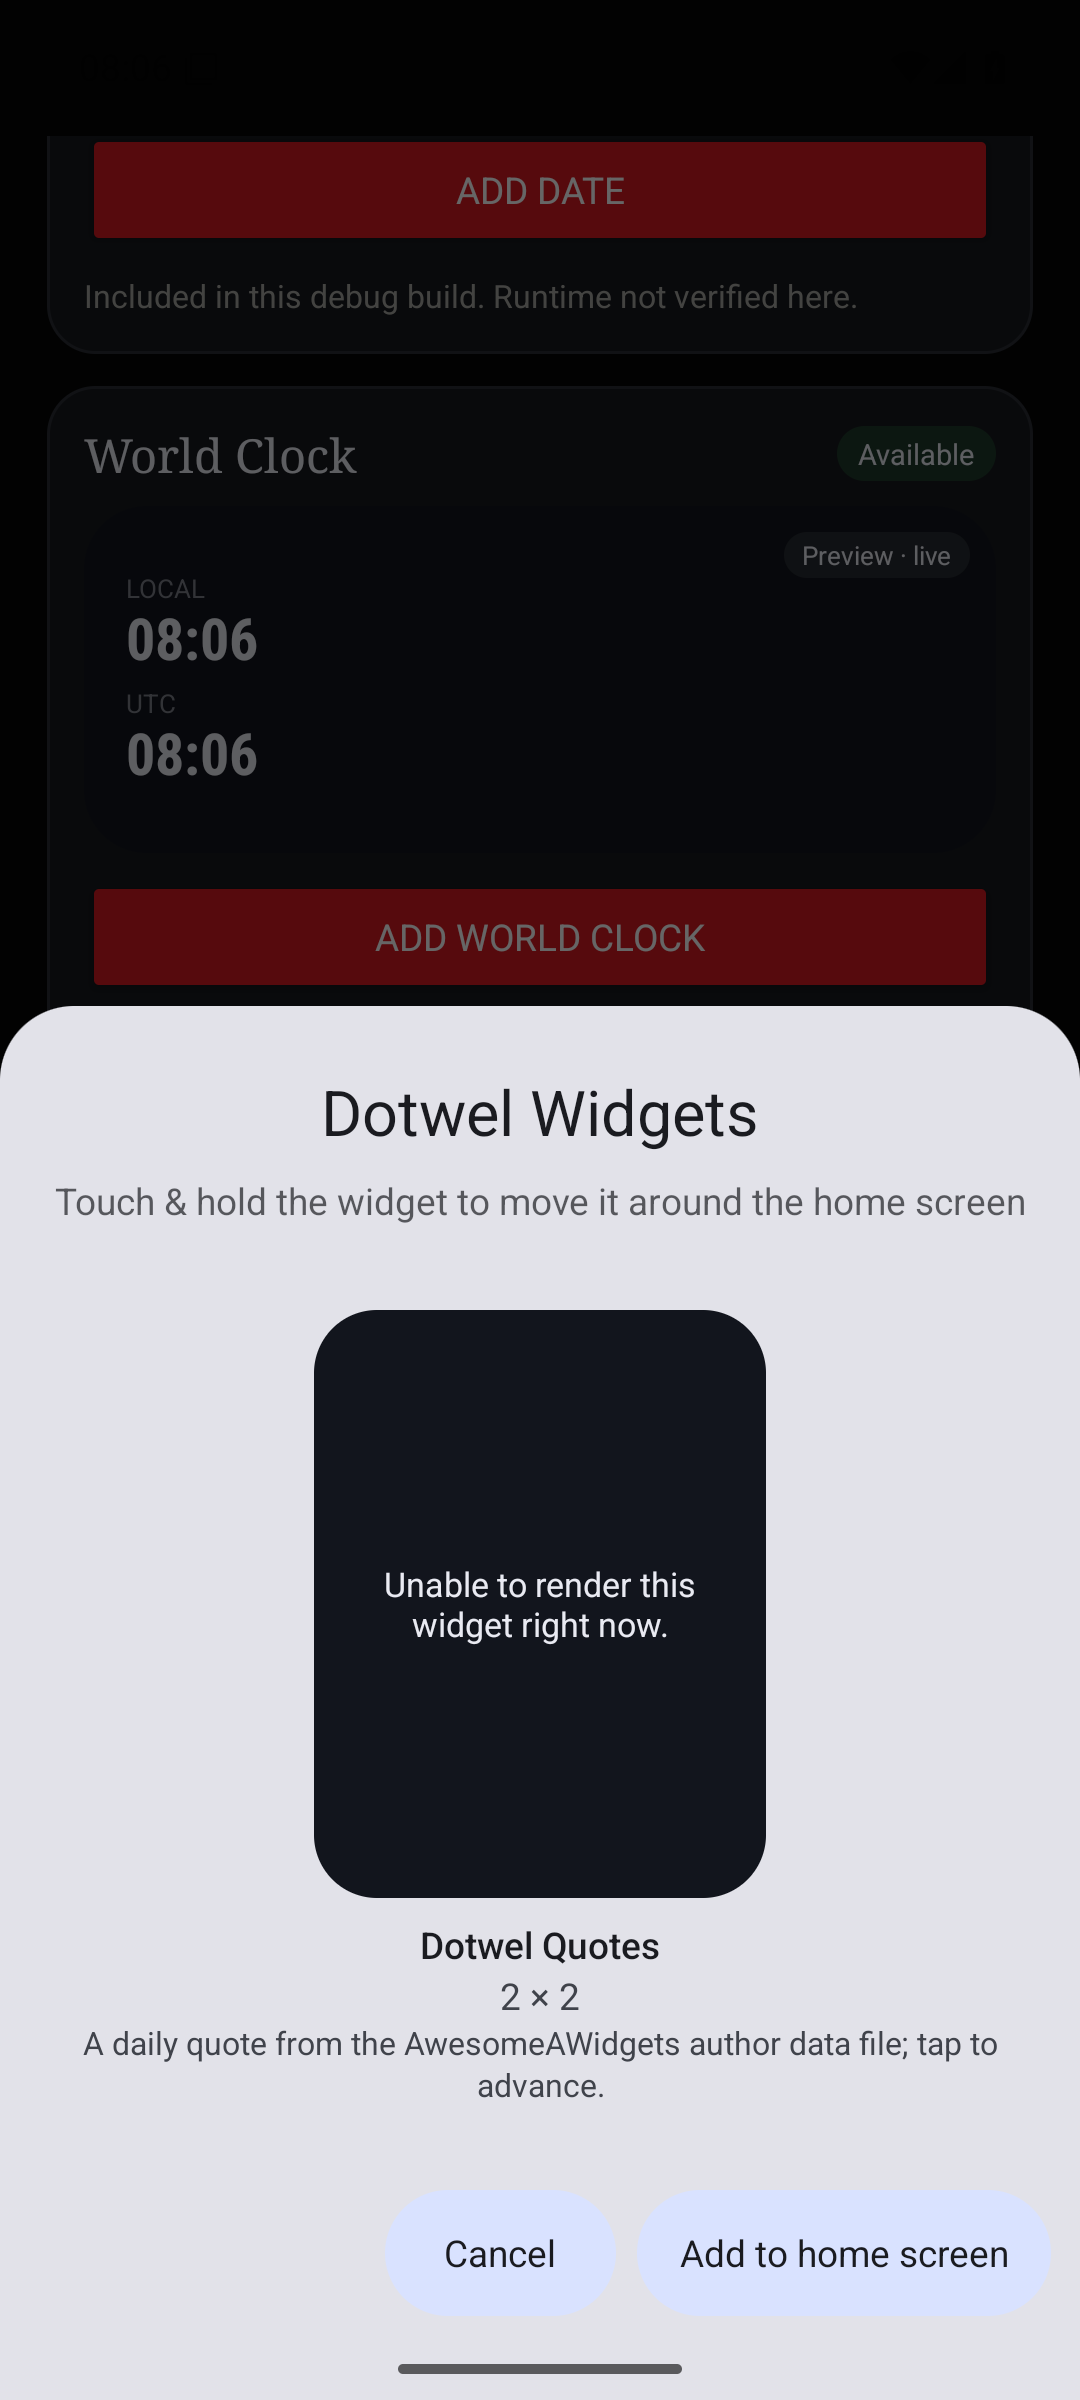 ADD DATE
Included in this debug build. Runtime not verified here.
World Clock
Available
Preview · live
LOCAL
08:06
UTC
08:06
ADD WORLD CLOCK
Dotwel Widgets
Touch & hold the widget to move it around the home screen
Unable to render this
widget right now.
Dotwel Quotes
2 × 2
A daily quote from the AwesomeAWidgets author data file; tap to
advance.
Cancel
Add to home screen